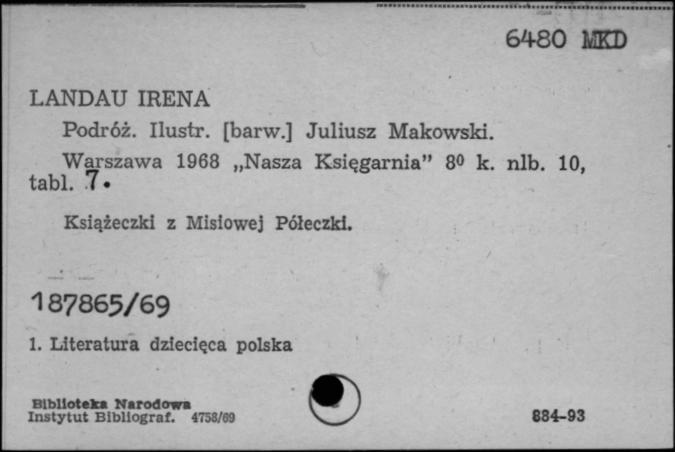 6480 MKD
LANDAU IRENA
Podróż. Ilustr. [barw.] Juliusz Makowski.
Warszawa 1968 „Nasza Księgarnia” 8⁰ k. nlb. 10,
tabl. 7.
Książeczki z Misiowej Półeczki.
187865/69
1. Literatura dziecięca polska
Biblioteka Narodowa
Instytut Bibliograf. 4758/69
884-93